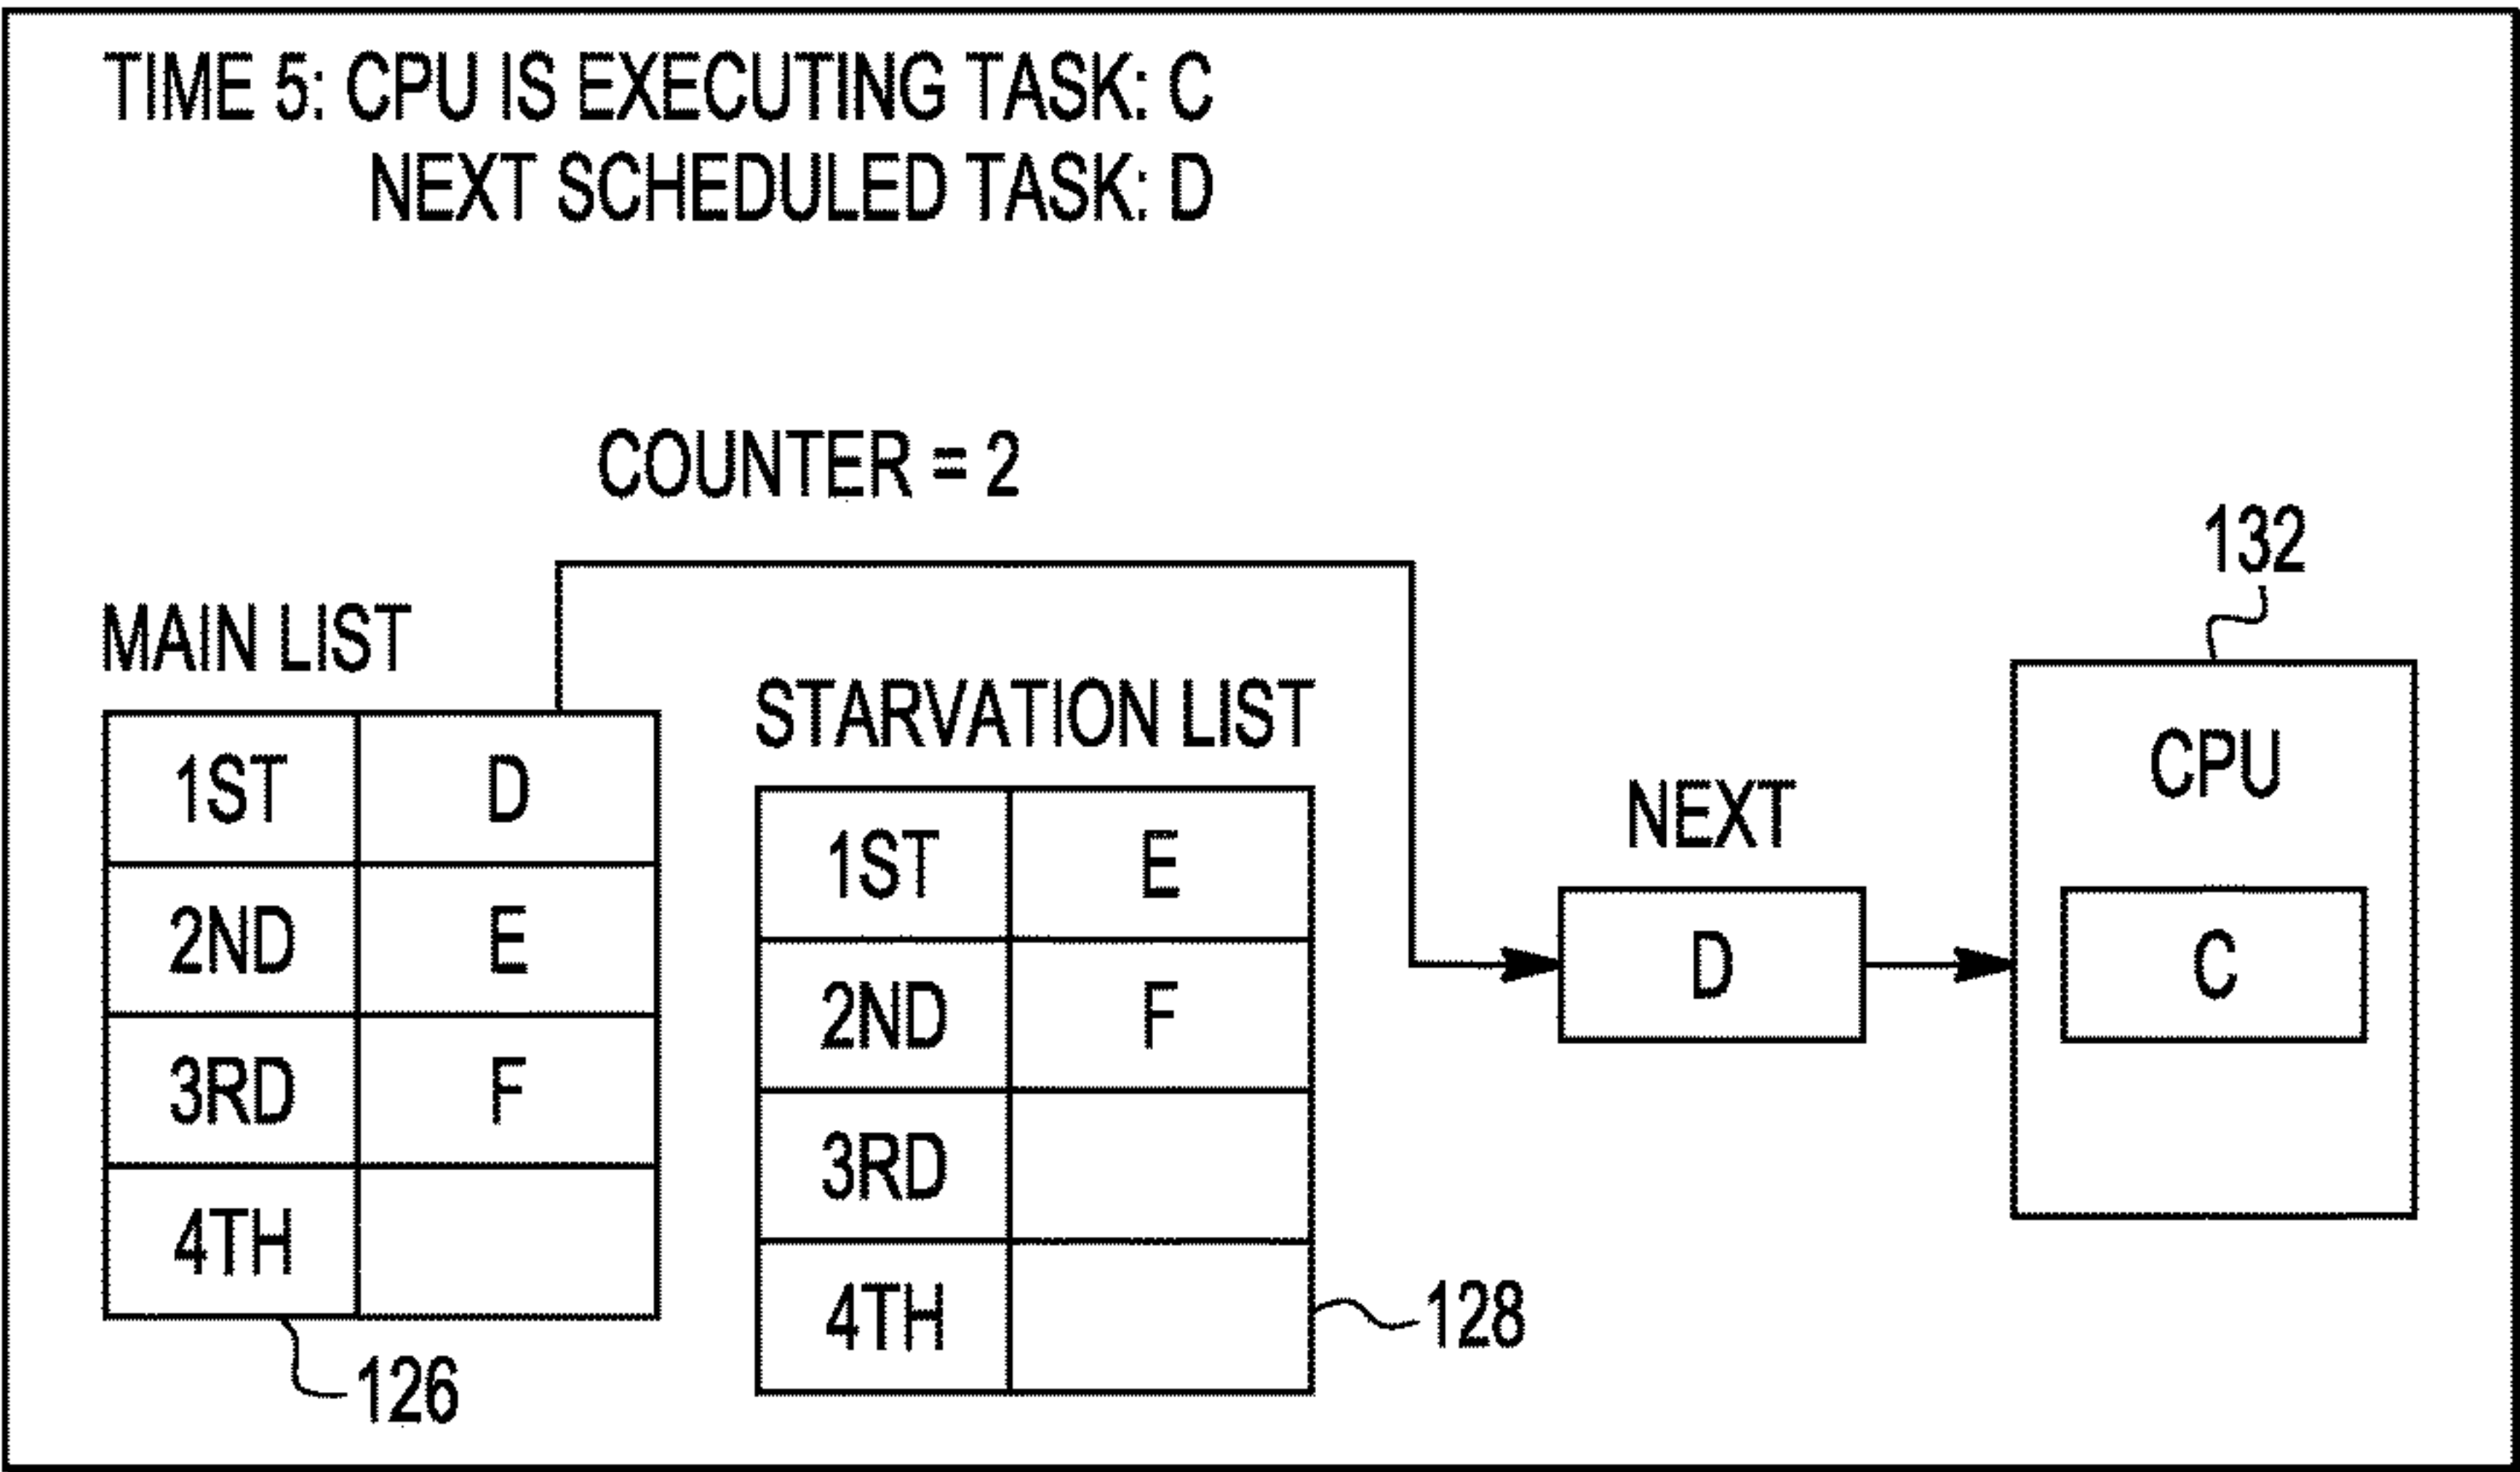 TIME 5: CPU IS EXECUTING TASK: C
NEXT SCHEDULED TASK: D
COUNTER = 2
MAIN LIST
1ST D
2ND E
3RD F
4TH
126
STARVATION LIST
1ST E
2ND F
3RD
4TH
128
NEXT
D
132
CPU
C